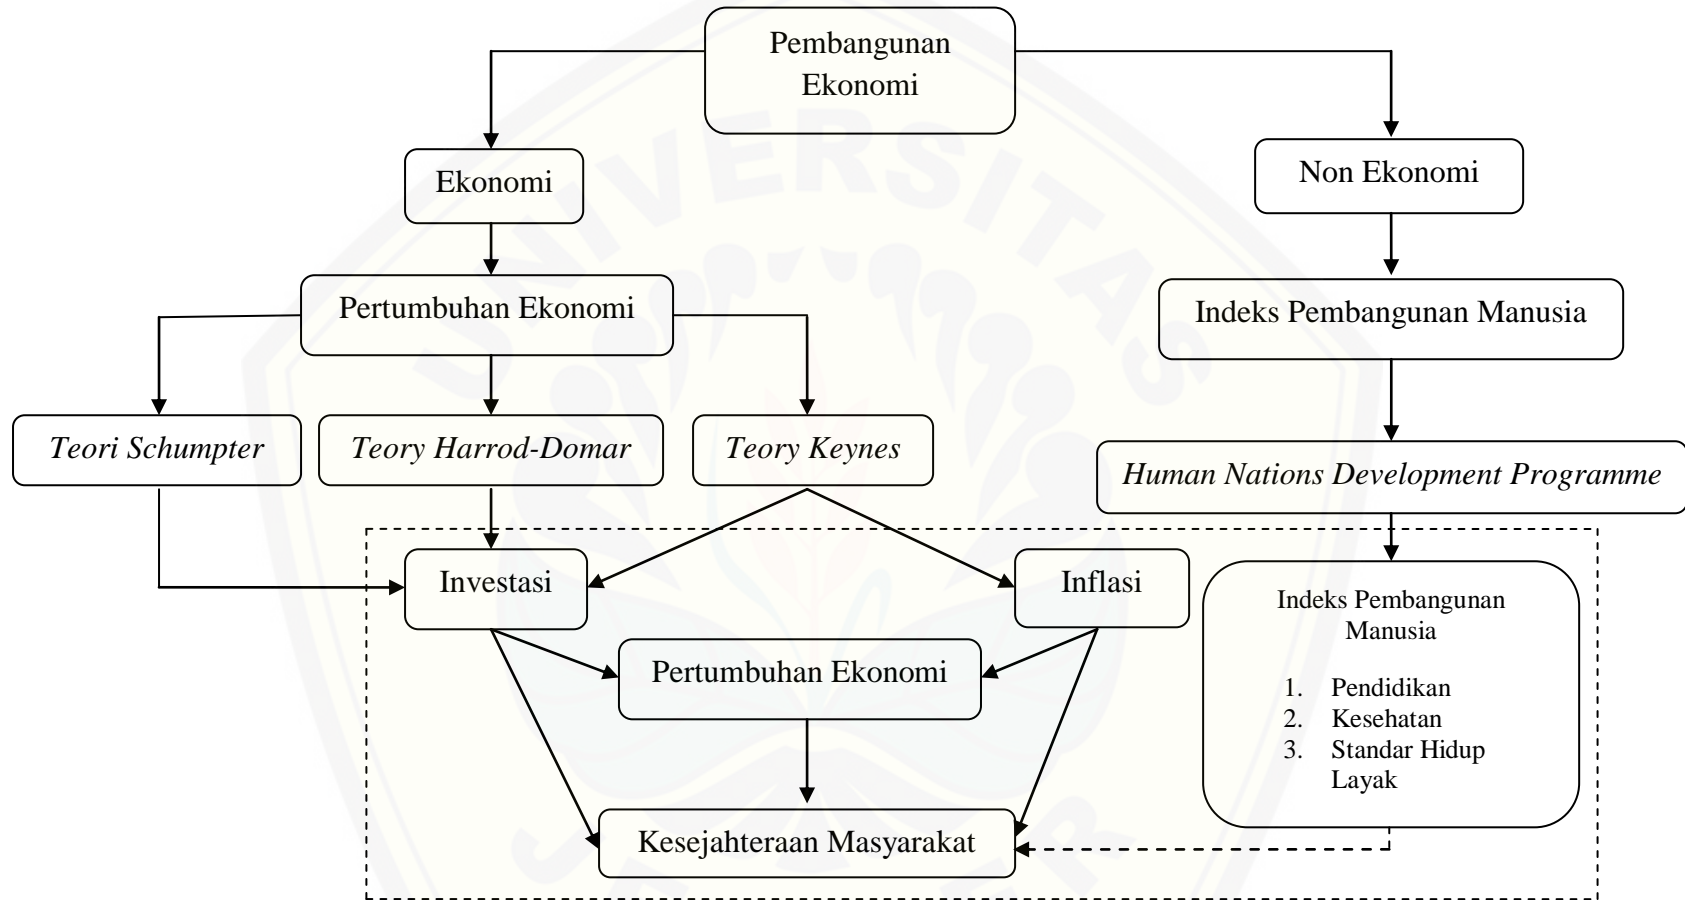 Pembangunan
Ekonomi
Ekonomi
Non Ekonomi
Pertumbuhan Ekonomi
Indeks Pembangunan Manusia
Teori Schumpter
Teory Harrod-Domar
Teory Keynes
Human Nations Development Programme
Investasi
Inflasi
Indeks Pembangunan
Manusia
1. Pendidikan
2. Kesehatan
3. Standar Hidup
Layak
Pertumbuhan Ekonomi
Kesejahteraan Masyarakat
UNIVERSITAS
JEMBER